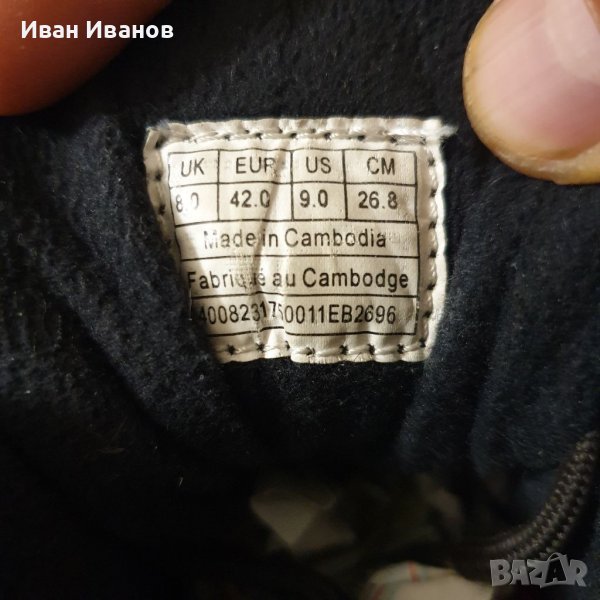 Иван Иванов
UK EUR US CM
8.0 42.0 9.0 26.8
Made in Cambodia
Fabriqué au Cambodge
BAZAR